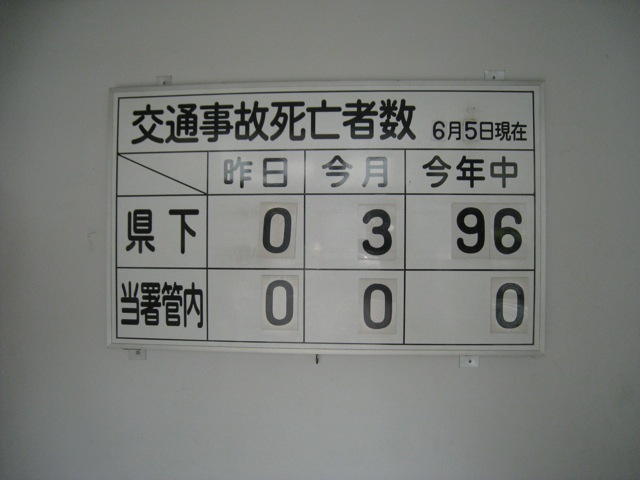 交通事故死亡者数 6月5日現在
昨日 今月 今年中
県下 0 3 96
当署管内 0 0 0